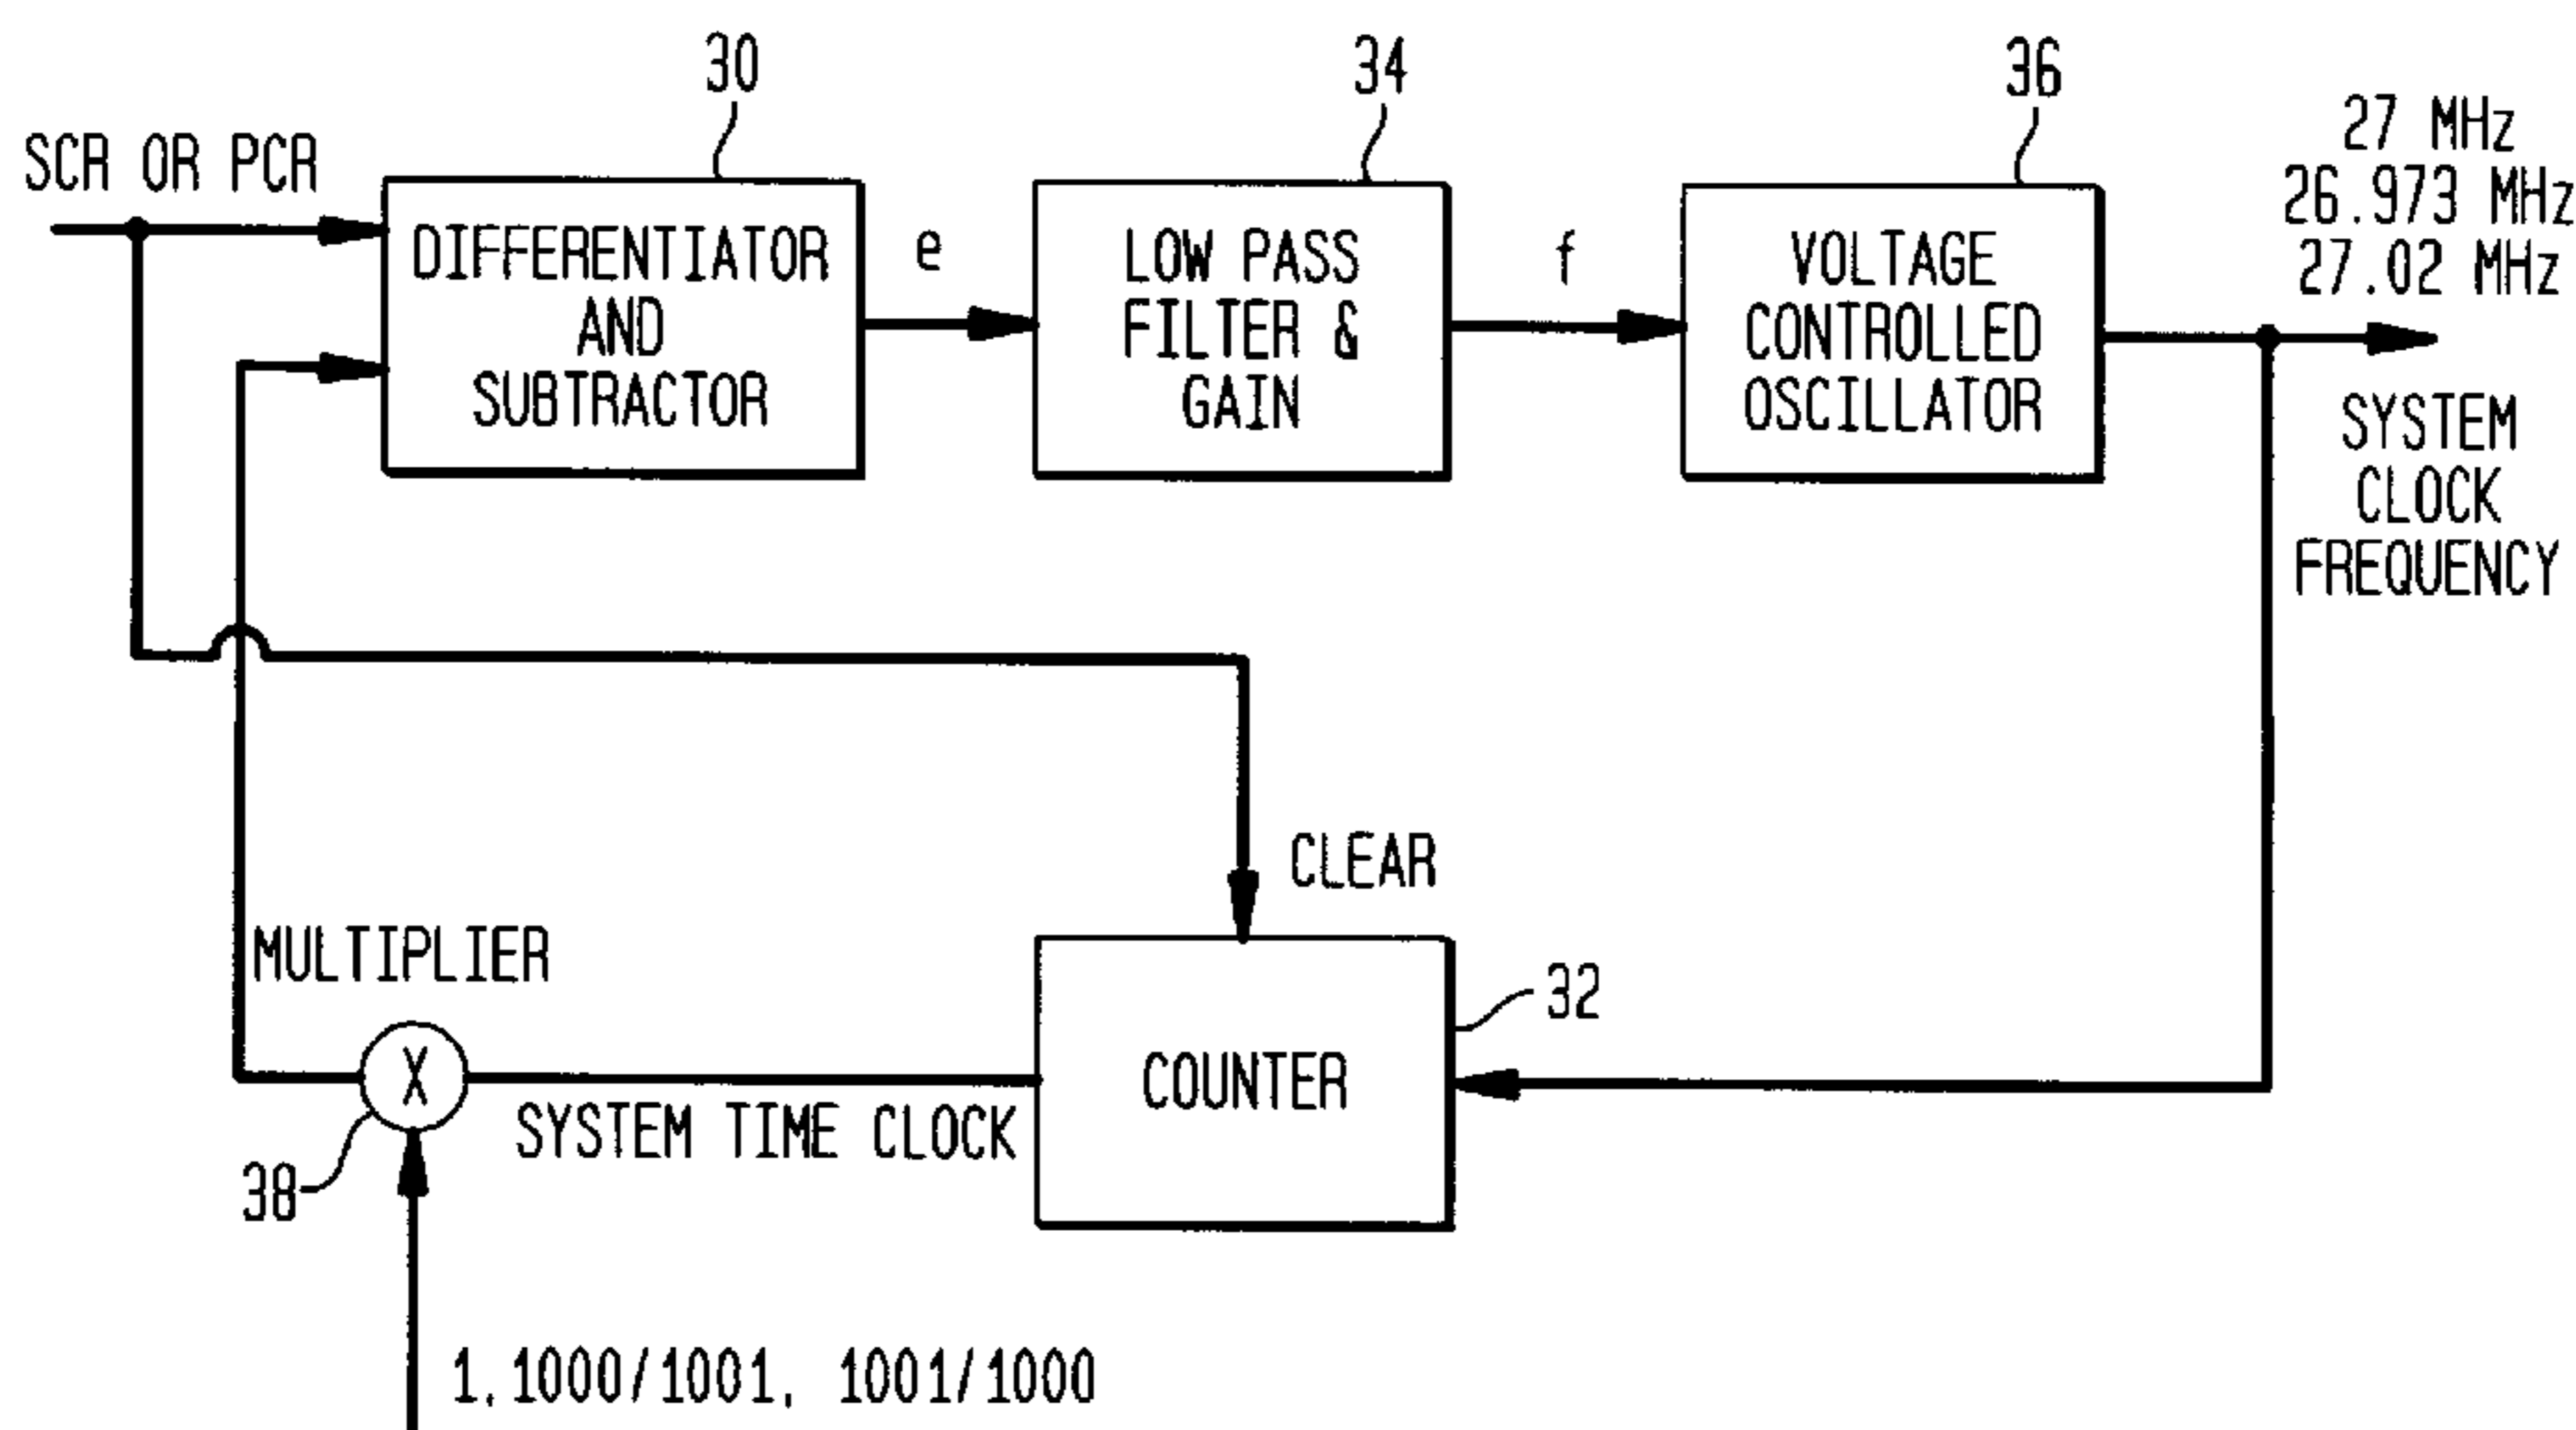 30
34
36
SCR OR PCR
27 MHz
26.973 MHz
27.02 MHz
DIFFERENTIATOR
AND
SUBTRACTOR
e
LOW PASS
FILTER &
GAIN
f
VOLTAGE
CONTROLLED
OSCILLATOR
SYSTEM
CLOCK
FREQUENCY
CLEAR
MULTIPLIER
32
X
COUNTER
SYSTEM TIME CLOCK
38
1, 1000/1001, 1001/1000